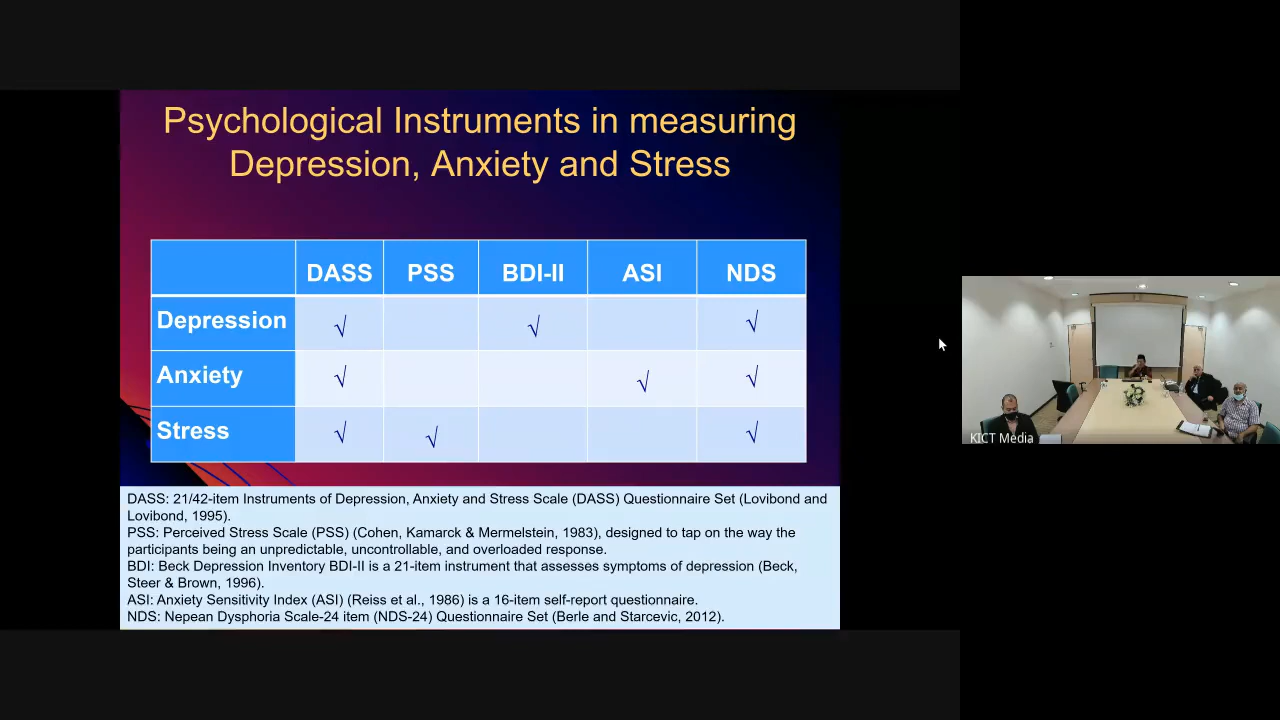 Psychological Instruments in measuring
Depression, Anxiety and Stress
DASS PSS BDI-II ASI NDS
Depression √ √ √
Anxiety √ √ √
Stress √ √ √
DASS: 21/42-item Instruments of Depression, Anxiety and Stress Scale (DASS) Questionnaire Set (Lovibond and
Lovibond, 1995).
PSS: Perceived Stress Scale (PSS) (Cohen, Kamarck & Mermelstein, 1983), designed to tap on the way the
participants being an unpredictable, uncontrollable, and overloaded response.
BDI: Beck Depression Inventory BDI-II is a 21-item instrument that assesses symptoms of depression (Beck,
Steer & Brown, 1996).
ASI: Anxiety Sensitivity Index (ASI) (Reiss et al., 1986) is a 16-item self-report questionnaire.
NDS: Nepean Dysphoria Scale-24 item (NDS-24) Questionnaire Set (Berle and Starcevic, 2012).
KICT Media